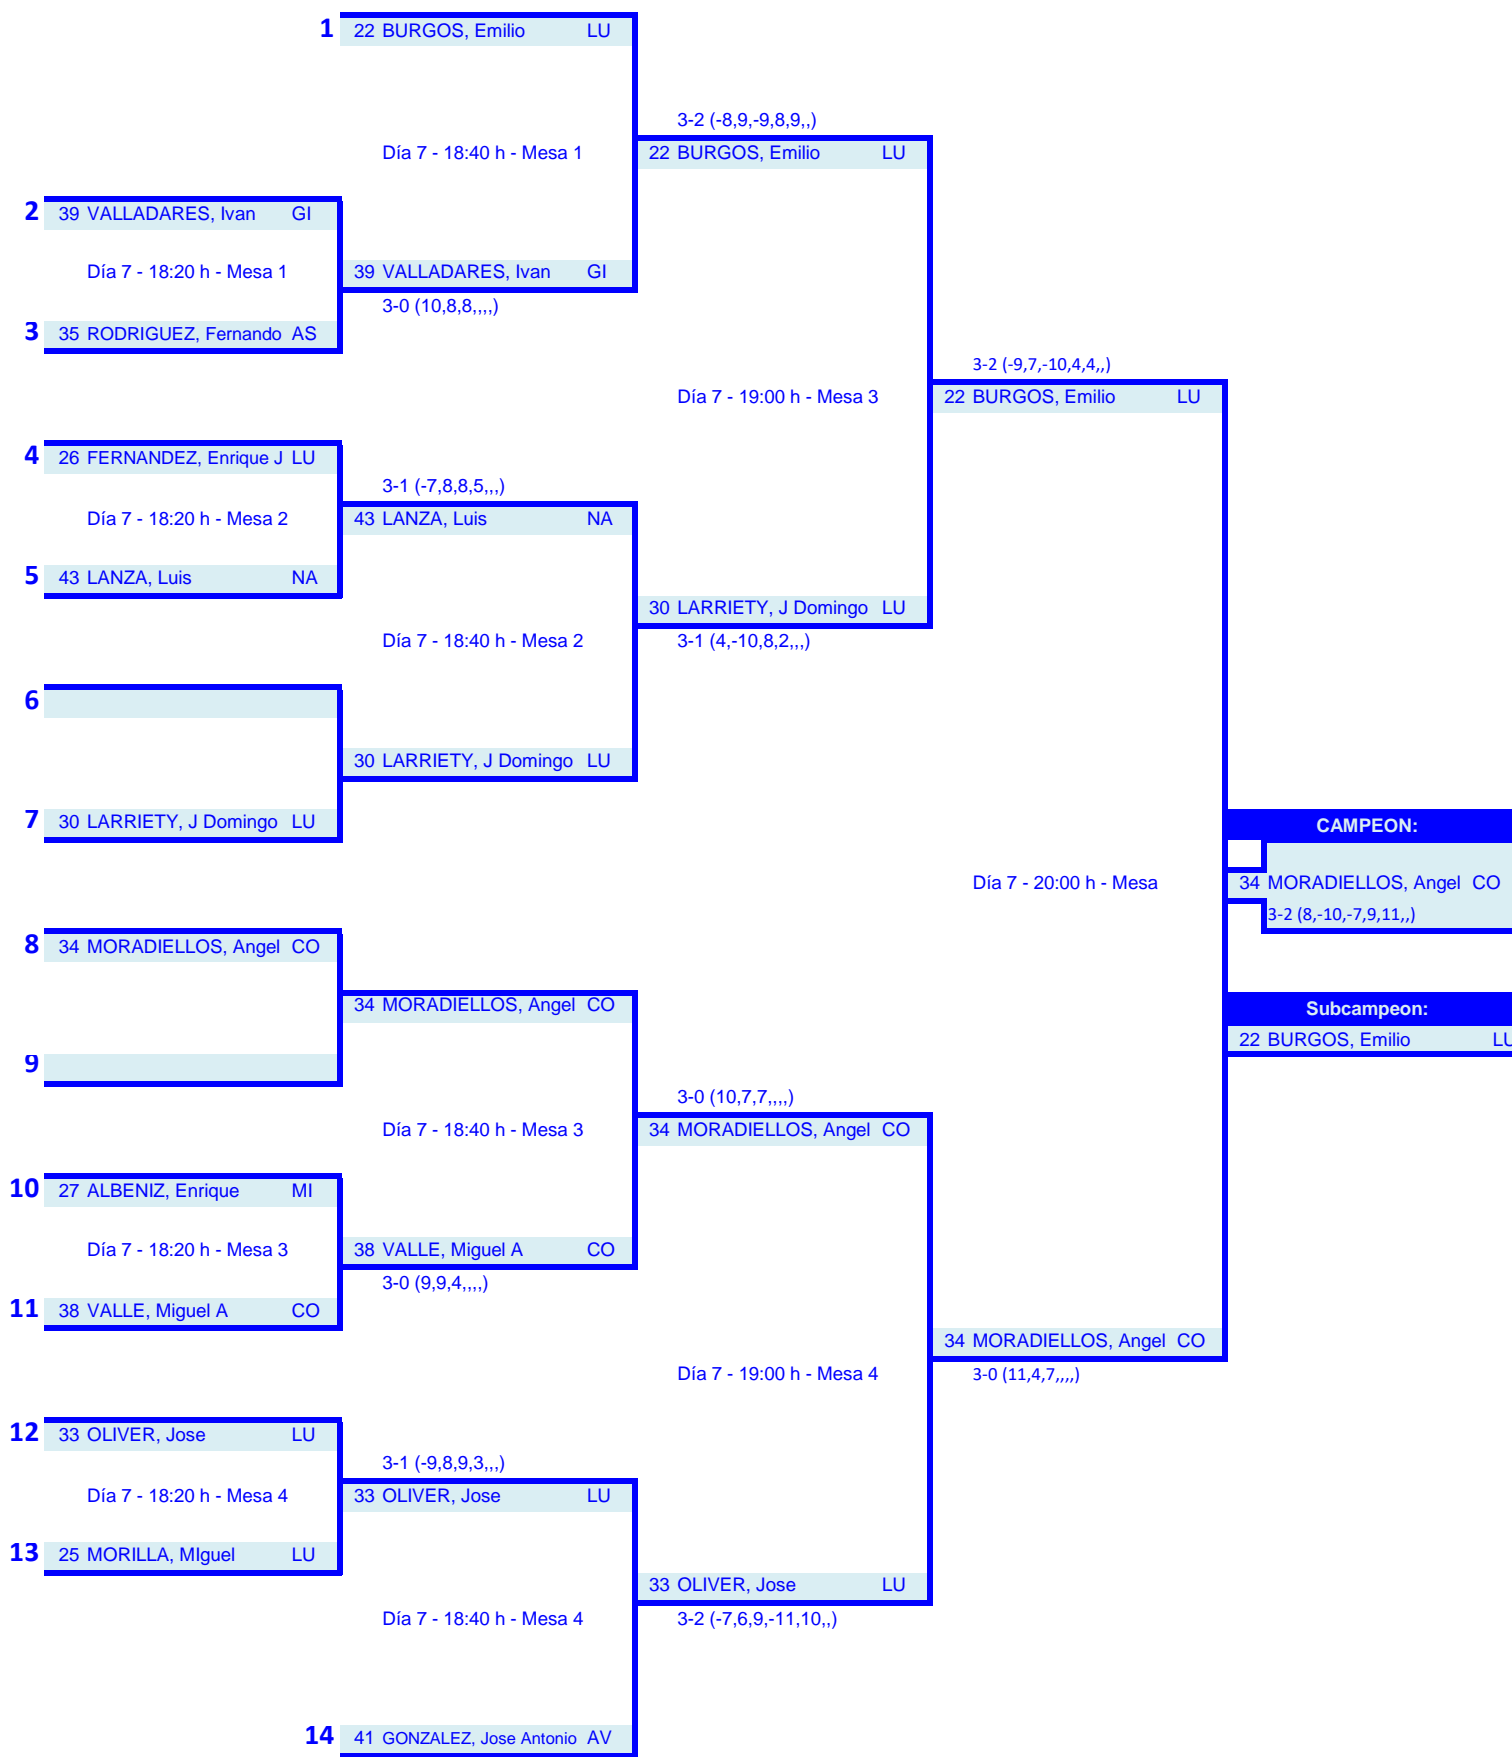 1 22 BURGOS, Emilio LU
3-2 (-8,9,-9,8,9,,)
Día 7 - 18:40 h - Mesa 1 22 BURGOS, Emilio LU
2 39 VALLADARES, Ivan GI
Día 7 - 18:20 h - Mesa 1 39 VALLADARES, Ivan GI
3-0 (10,8,8,,,,)
3 35 RODRIGUEZ, Fernando AS
3-2 (-9,7,-10,4,4,,)
Día 7 - 19:00 h - Mesa 3 22 BURGOS, Emilio LU
4 26 FERNANDEZ, Enrique J LU
3-1 (-7,8,8,5,,,)
Día 7 - 18:20 h - Mesa 2 43 LANZA, Luis NA
5 43 LANZA, Luis NA
30 LARRIETY, J Domingo LU
Día 7 - 18:40 h - Mesa 2 3-1 (4,-10,8,2,,,)
6
30 LARRIETY, J Domingo LU
7 30 LARRIETY, J Domingo LU
CAMPEON:
Día 7 - 20:00 h - Mesa 34 MORADIELLOS, Angel CO
3-2 (8,-10,-7,9,11,,)
8 34 MORADIELLOS, Angel CO
34 MORADIELLOS, Angel CO
Subcampeon:
22 BURGOS, Emilio LU
9
3-0 (10,7,7,,,,)
Día 7 - 18:40 h - Mesa 3 34 MORADIELLOS, Angel CO
10 27 ALBENIZ, Enrique MI
Día 7 - 18:20 h - Mesa 3 38 VALLE, Miguel A CO
3-0 (9,9,4,,,,)
11 38 VALLE, Miguel A CO
34 MORADIELLOS, Angel CO
Día 7 - 19:00 h - Mesa 4 3-0 (11,4,7,,,,)
12 33 OLIVER, Jose LU
3-1 (-9,8,9,3,,,)
Día 7 - 18:20 h - Mesa 4 33 OLIVER, Jose LU
13 25 MORILLA, MIguel LU
33 OLIVER, Jose LU
Día 7 - 18:40 h - Mesa 4 3-2 (-7,6,9,-11,10,,)
14 41 GONZALEZ, Jose Antonio AV